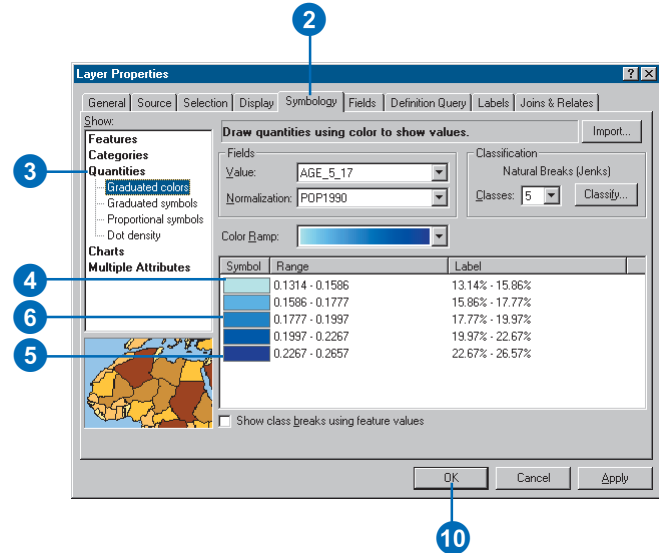 2
Layer Properties
General Source Selection Display Symbology Fields Definition Query Labels Joins & Relates
Show:
Features
Categories
3
Quantities
Graduated colors
Graduated symbols
Proportional symbols
Dot density
Charts
Multiple Attributes
Draw quantities using color to show values.
Import...
Fields
Value: AGE_5_17
Normalization: POP1990
Classification
Natural Breaks (Jenks)
Classes: 5 Classify...
Color Ramp:
Symbol Range Label
4
0.1314 - 0.1586 13.14% - 15.86%
0.1586 - 0.1777 15.86% - 17.77%
6
0.1777 - 0.1997 17.77% - 19.97%
0.1997 - 0.2267 19.97% - 22.67%
5
0.2267 - 0.2657 22.67% - 26.57%
Show class breaks using feature values
OK Cancel Apply
10